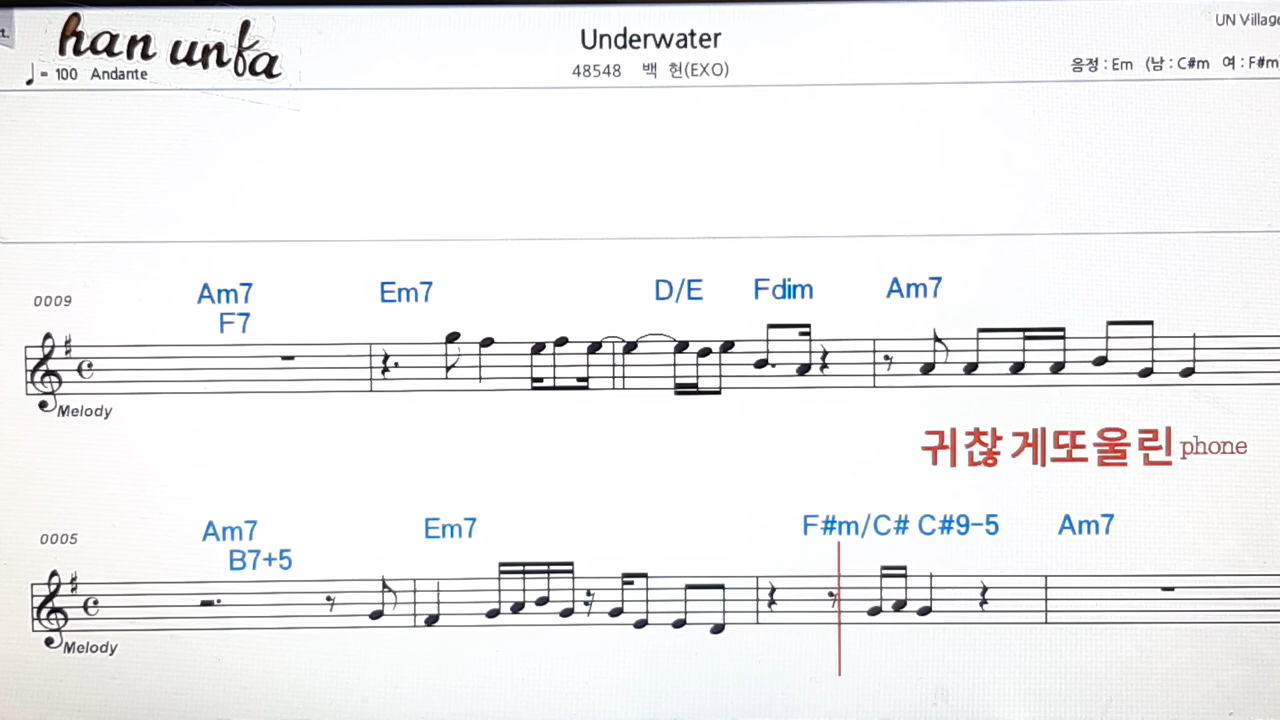 t.
han unfa
Underwater
UN Village
♩= 100 Andante
48548 백 현(EXO)
음정 : Em (남 : C#m 여 : F#m)
0009
Am7
F7
Em7
D/E
Fdim
Am7
Melody
귀찮게또울린phone
0005
Am7
B7+5
Em7
F#m/C# C#9-5
Am7
Melody